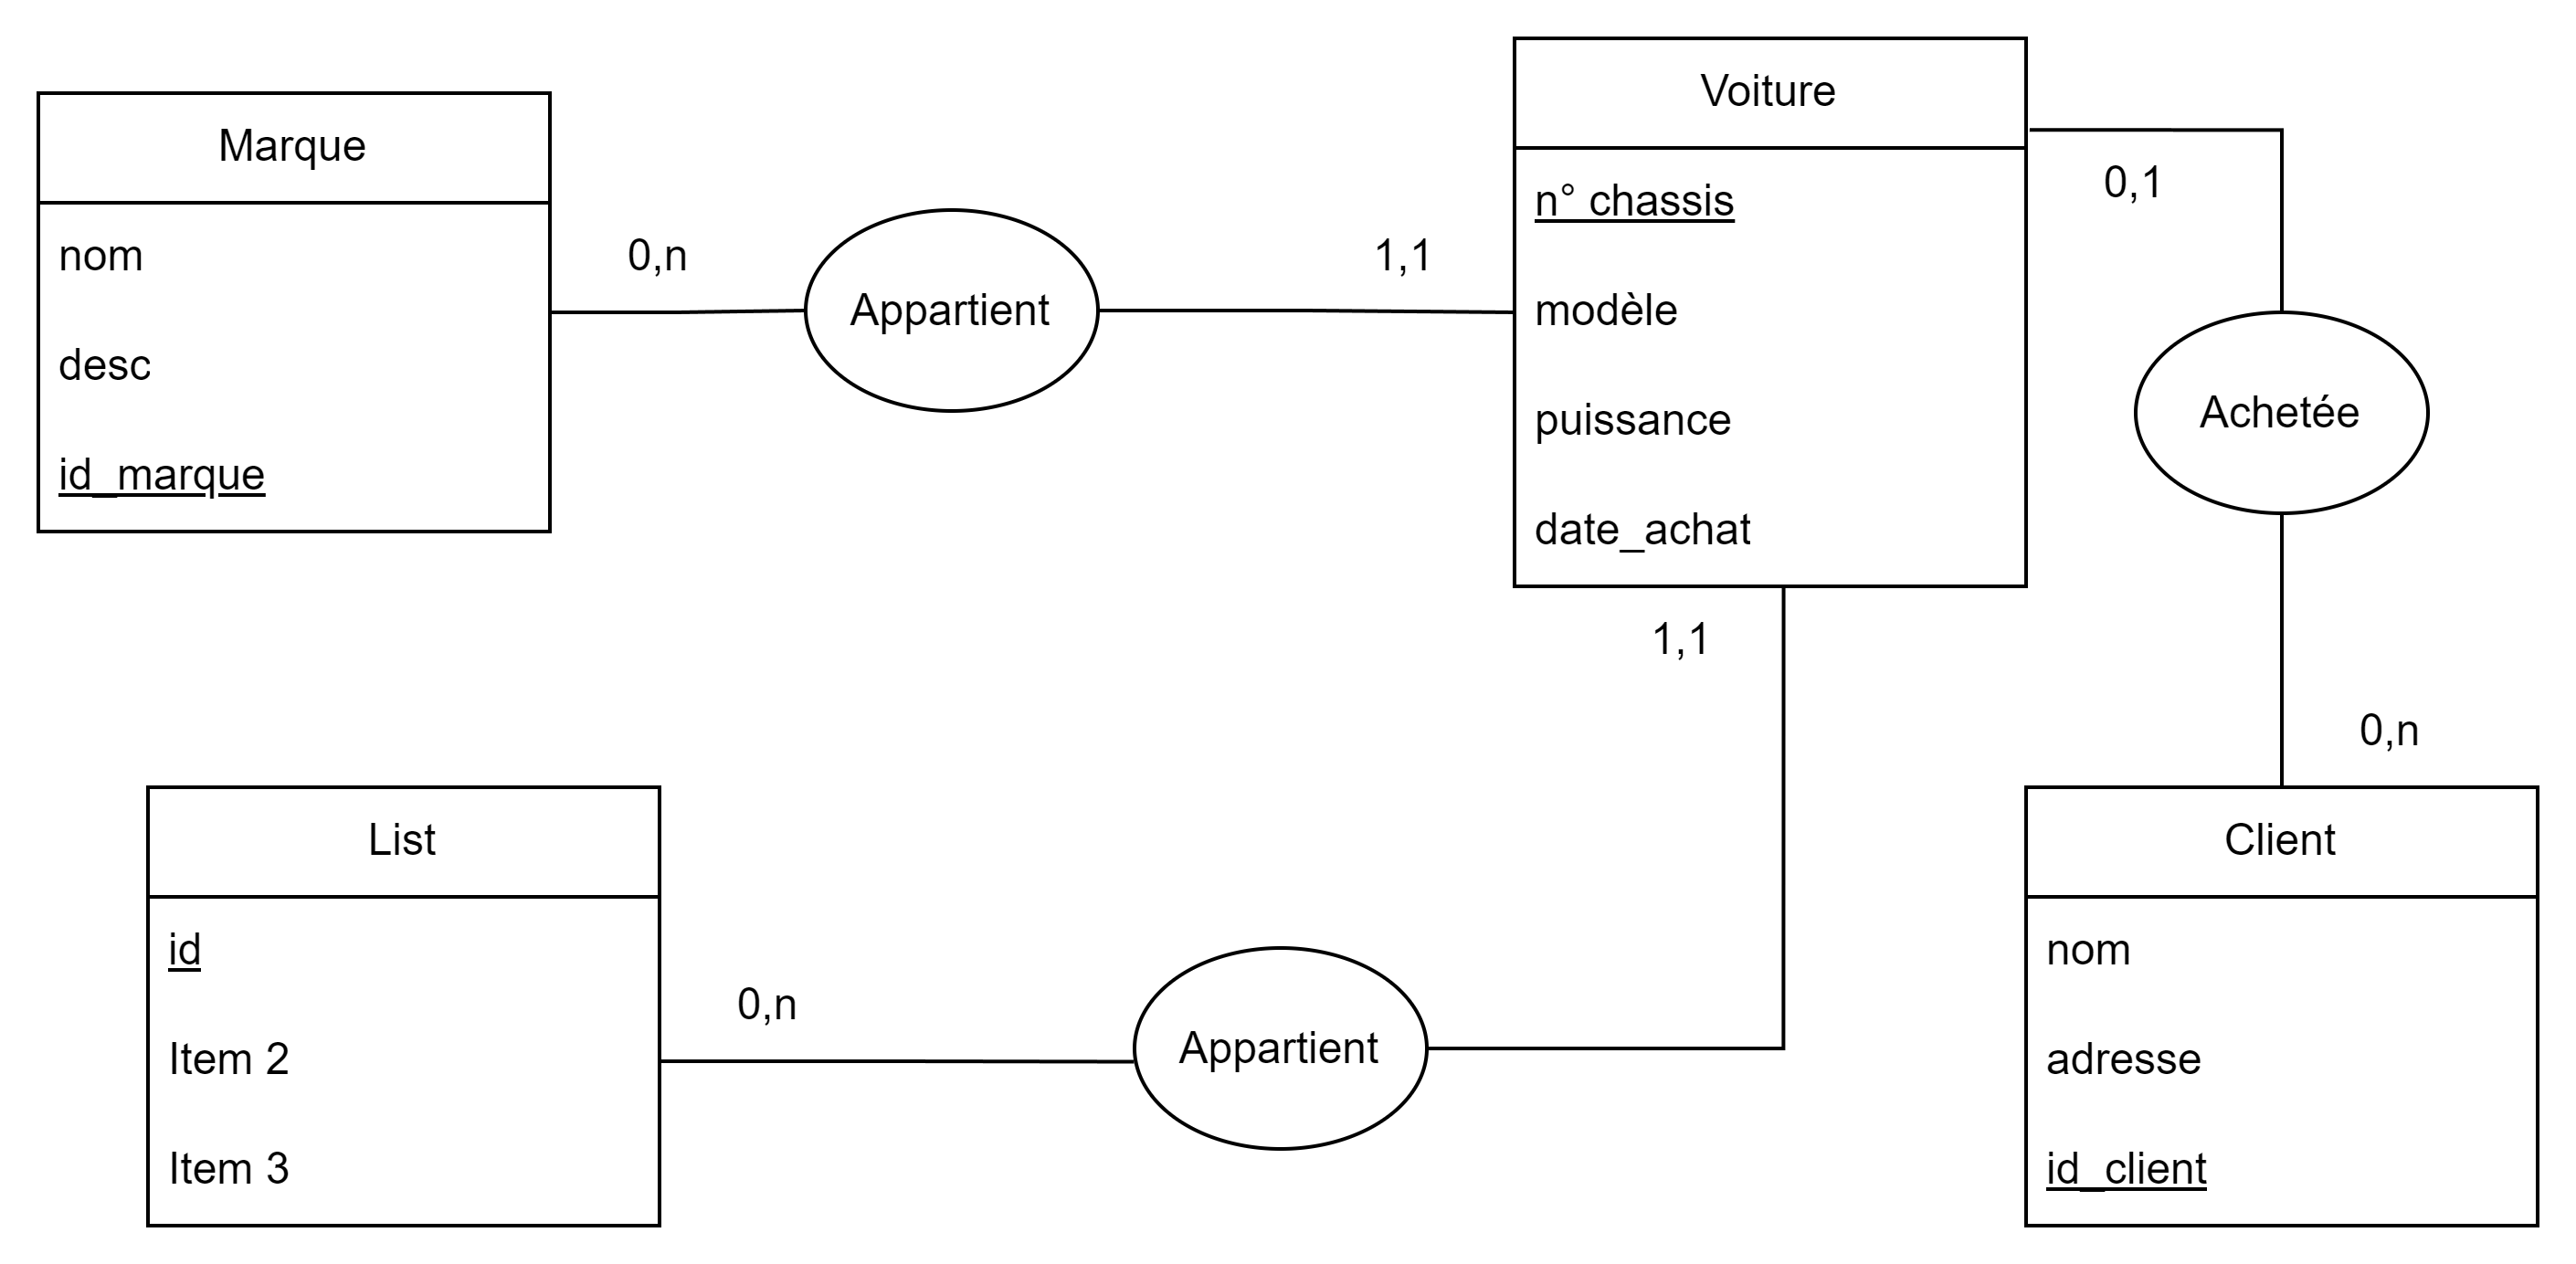 Marque
nom
desc
id_marque
0,n
Appartient
1,1
Voiture
n° chassis
modèle
puissance
date_achat
0,1
Achetée
0,n
1,1
List
id
Item 2
Item 3
0,n
Appartient
Client
nom
adresse
id_client